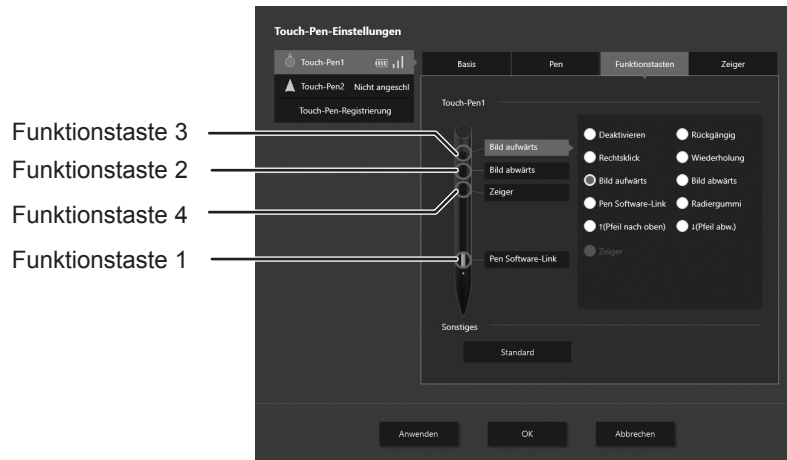 Touch-Pen-Einstellungen
Touch-Pen1
Touch-Pen2 Nicht angeschl
Touch-Pen-Registrierung
Basis Pen Funktionstasten Zeiger
Touch-Pen1
Funktionstaste 3
Funktionstaste 2
Funktionstaste 4
Funktionstaste 1
Bild aufwärts
Bild abwärts
Zeiger
Pen Software-Link
Deaktivieren Rückgängig
Rechtsklick Wiederholung
Bild aufwärts Bild abwärts
Pen Software-Link Radiergummi
↑(Pfeil nach oben) ↓(Pfeil abw.)
Zeiger
Sonstiges
Standard
Anwenden OK Abbrechen